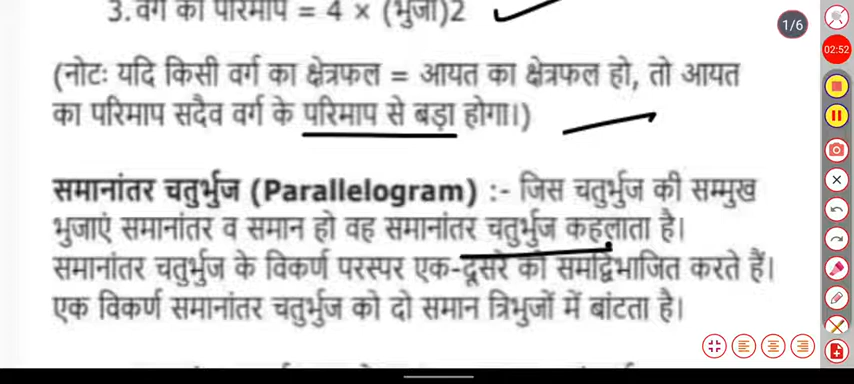 3. वर्ग का परिमाप = 4 × (भुजा)2
(नोटः यदि किसी वर्ग का क्षेत्रफल = आयत का क्षेत्रफल हो, तो आयत
का परिमाप सदैव वर्ग के परिमाप से बड़ा होगा।)
समानांतर चतुर्भुज (Parallelogram) :- जिस चतुर्भुज की सम्मुख
भुजाएं समानांतर व समान हो वह समानांतर चतुर्भुज कहलाता है।
समानांतर चतुर्भुज के विकर्ण परस्पर एक-दूसरे को समद्विभाजित करते हैं।
एक विकर्ण समानांतर चतुर्भुज को दो समान त्रिभुजों में बांटता है।
1/6
02:52